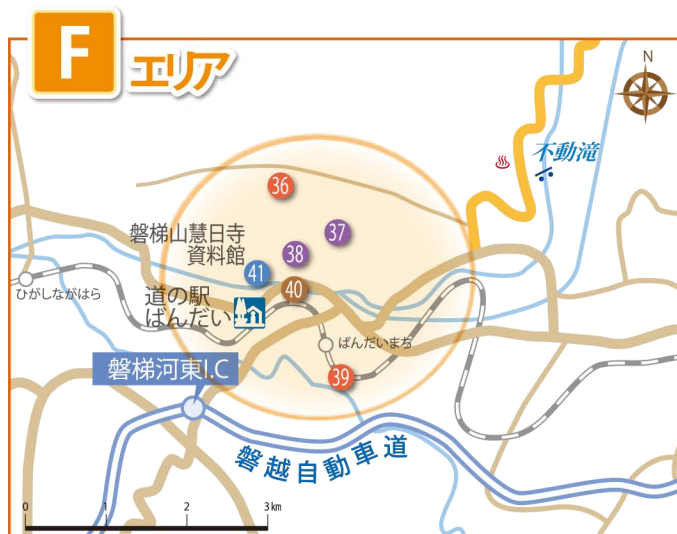 F
エリア
N
不動滝
36
37
磐梯山慧日寺
資料館
38
41
40
ひがしながはら
道の駅
ばんだい
ばんだいまち
39
磐梯河東I.C
磐越自動車道
0 1 2 3 km